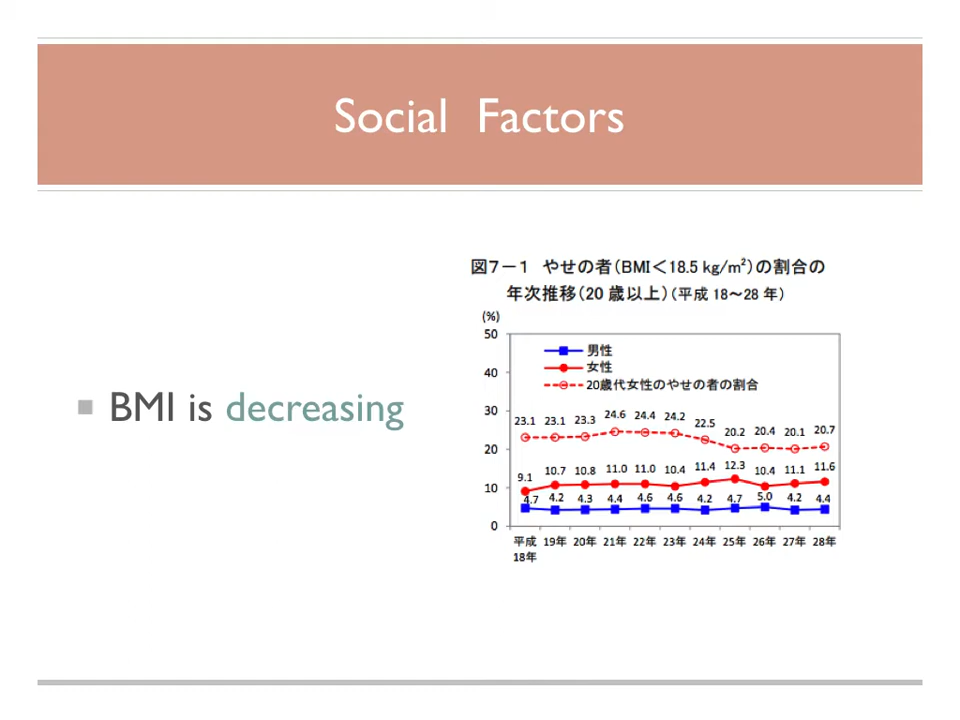 Social Factors
BMI is decreasing
図7－1 やせの者（BMI＜18.5 kg/m²）の割合の
年次推移（20 歳以上）（平成 18～28 年）
(%)
50
40
30
20
10
0
男性
女性
20歳代女性のやせの者の割合
23.1 23.1 23.3 24.6 24.4 24.2 22.5 20.2 20.4 20.1 20.7
9.1 10.7 10.8 11.0 11.0 10.4 11.4 12.3 10.4 11.1 11.6
4.7 4.2 4.3 4.4 4.6 4.6 4.2 4.7 5.0 4.2 4.4
平成 19年 20年 21年 22年 23年 24年 25年 26年 27年 28年
18年